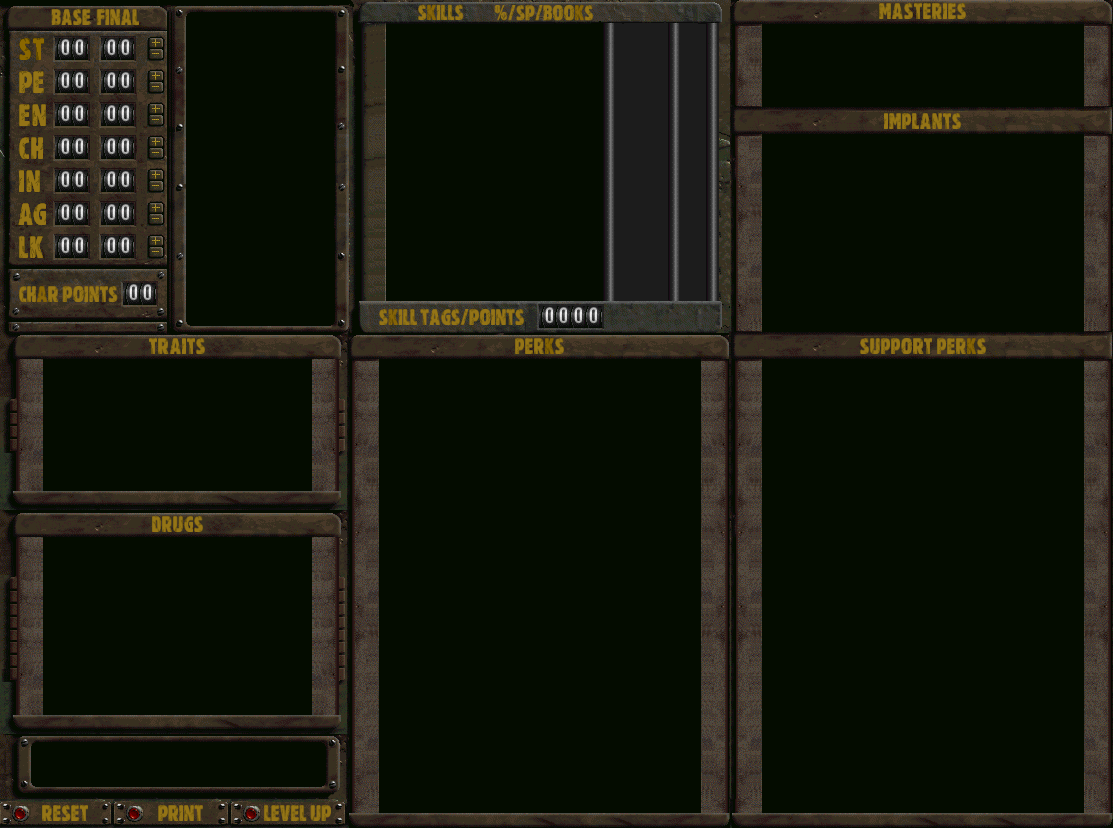 BASE FINAL
ST 00 00 + -
PE 00 00 + -
EN 00 00 + -
CH 00 00 + -
IN 00 00 + -
AG 00 00 + -
LK 00 00 + -
CHAR POINTS 00
SKILLS %/SP/BOOKS
SKILL TAGS/POINTS 0000
MASTERIES
IMPLANTS
TRAITS
DRUGS
PERKS
SUPPORT PERKS
RESET PRINT LEVEL UP